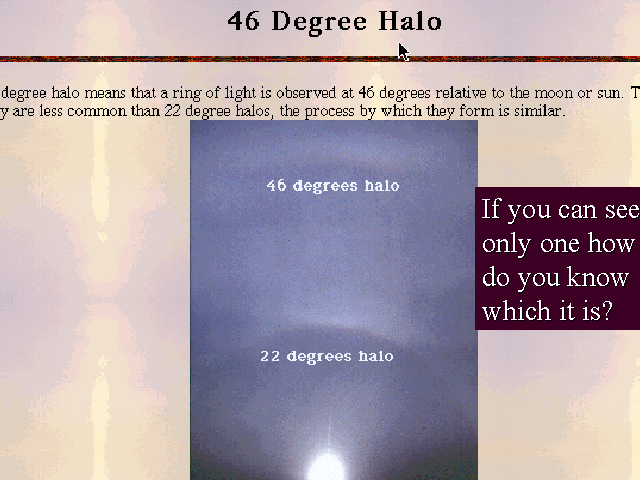 46 Degree Halo
degree halo means that a ring of light is observed at 46 degrees relative to the moon or sun. T
y are less common than 22 degree halos, the process by which they form is similar.
46 degrees halo
If you can see
only one how
do you know
which it is?
22 degrees halo